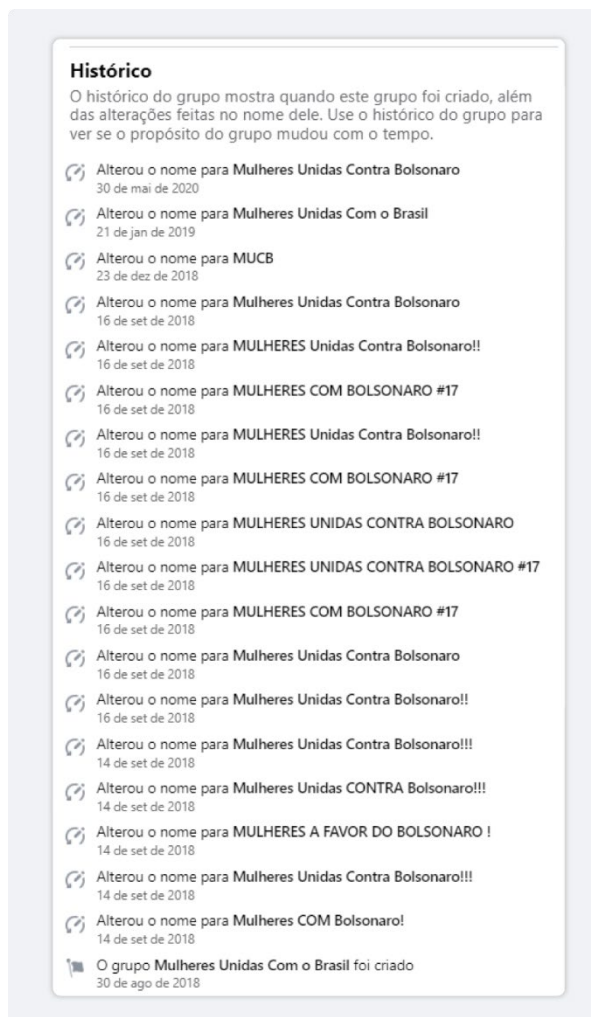 Histórico
O histórico do grupo mostra quando este grupo foi criado, além
das alterações feitas no nome dele. Use o histórico do grupo para
ver se o propósito do grupo mudou com o tempo.
Alterou o nome para Mulheres Unidas Contra Bolsonaro
30 de mai de 2020
Alterou o nome para Mulheres Unidas Com o Brasil
21 de jan de 2019
Alterou o nome para MUCB
23 de dez de 2018
Alterou o nome para Mulheres Unidas Contra Bolsonaro
16 de set de 2018
Alterou o nome para MULHERES Unidas Contra Bolsonaro!!
16 de set de 2018
Alterou o nome para MULHERES COM BOLSONARO #17
16 de set de 2018
Alterou o nome para MULHERES Unidas Contra Bolsonaro!!
16 de set de 2018
Alterou o nome para MULHERES COM BOLSONARO #17
16 de set de 2018
Alterou o nome para MULHERES UNIDAS CONTRA BOLSONARO
16 de set de 2018
Alterou o nome para MULHERES UNIDAS CONTRA BOLSONARO #17
16 de set de 2018
Alterou o nome para MULHERES COM BOLSONARO #17
16 de set de 2018
Alterou o nome para Mulheres Unidas Contra Bolsonaro
16 de set de 2018
Alterou o nome para Mulheres Unidas Contra Bolsonaro!!
16 de set de 2018
Alterou o nome para Mulheres Unidas Contra Bolsonaro!!!
14 de set de 2018
Alterou o nome para Mulheres Unidas CONTRA Bolsonaro!!!
14 de set de 2018
Alterou o nome para MULHERES A FAVOR DO BOLSONARO !
14 de set de 2018
Alterou o nome para Mulheres Unidas Contra Bolsonaro!!!
14 de set de 2018
Alterou o nome para Mulheres COM Bolsonaro!
14 de set de 2018
O grupo Mulheres Unidas Com o Brasil foi criado
30 de ago de 2018